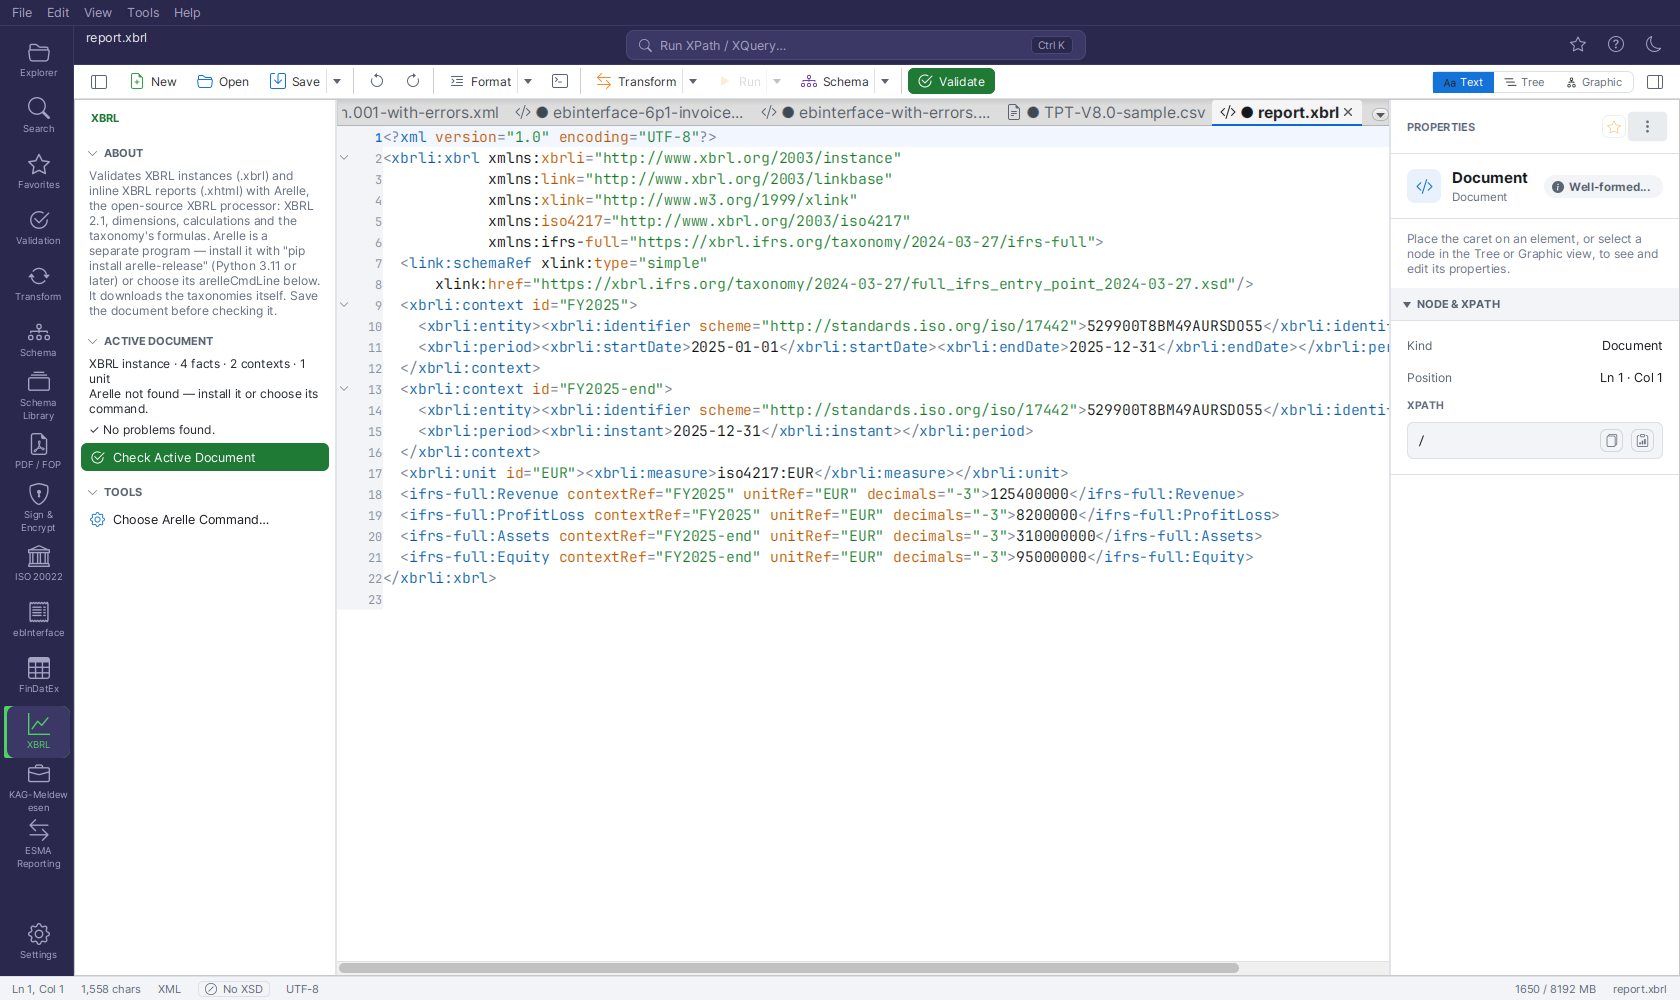 File Edit View Tools Help
report.xbrl
Run XPath / XQuery... Ctrl K
New Open Save Format Transform Run Schema Validate
Aa Text Tree Graphic
Explorer
Search
Favorites
Validation
Transform
Schema
Schema
Library
PDF / FOP
Sign &
Encrypt
ISO 20022
ebInterface
FinDatEx
XBRL
KAG-Meldew
esen
ESMA
Reporting
Settings
XBRL
ABOUT
Validates XBRL instances (.xbrl) and
inline XBRL reports (.xhtml) with Arelle,
the open-source XBRL processor: XBRL
2.1, dimensions, calculations and the
taxonomy's formulas. Arelle is a
separate program — install it with "pip
install arelle-release" (Python 3.11 or
later) or choose its arelleCmdLine below.
It downloads the taxonomies itself. Save
the document before checking it.
ACTIVE DOCUMENT
XBRL instance · 4 facts · 2 contexts · 1
unit
Arelle not found — install it or choose its
command.
✓ No problems found.
Check Active Document
TOOLS
Choose Arelle Command...
n.001-with-errors.xml </> ● ebinterface-6p1-invoice... </> ● ebinterface-with-errors.... ● TPT-V8.0-sample.csv </> ● report.xbrl ×
1 <?xml version="1.0" encoding="UTF-8"?>
2 <xbrli:xbrl xmlns:xbrli="http://www.xbrl.org/2003/instance"
3 xmlns:link="http://www.xbrl.org/2003/linkbase"
4 xmlns:xlink="http://www.w3.org/1999/xlink"
5 xmlns:iso4217="http://www.xbrl.org/2003/iso4217"
6 xmlns:ifrs-full="https://xbrl.ifrs.org/taxonomy/2024-03-27/ifrs-full">
7 <link:schemaRef xlink:type="simple"
8 xlink:href="https://xbrl.ifrs.org/taxonomy/2024-03-27/full_ifrs_entry_point_2024-03-27.xsd"/>
9 <xbrli:context id="FY2025">
10 <xbrli:entity><xbrli:identifier scheme="http://standards.iso.org/iso/17442">529900T8BM49AURSDO55</xbrli:identif
11 <xbrli:period><xbrli:startDate>2025-01-01</xbrli:startDate><xbrli:endDate>2025-12-31</xbrli:endDate></xbrli:per
12 </xbrli:context>
13 <xbrli:context id="FY2025-end">
14 <xbrli:entity><xbrli:identifier scheme="http://standards.iso.org/iso/17442">529900T8BM49AURSDO55</xbrli:identif
15 <xbrli:period><xbrli:instant>2025-12-31</xbrli:instant></xbrli:period>
16 </xbrli:context>
17 <xbrli:unit id="EUR"><xbrli:measure>iso4217:EUR</xbrli:measure></xbrli:unit>
18 <ifrs-full:Revenue contextRef="FY2025" unitRef="EUR" decimals="-3">125400000</ifrs-full:Revenue>
19 <ifrs-full:ProfitLoss contextRef="FY2025" unitRef="EUR" decimals="-3">8200000</ifrs-full:ProfitLoss>
20 <ifrs-full:Assets contextRef="FY2025-end" unitRef="EUR" decimals="-3">310000000</ifrs-full:Assets>
21 <ifrs-full:Equity contextRef="FY2025-end" unitRef="EUR" decimals="-3">95000000</ifrs-full:Equity>
22 </xbrli:xbrl>
23
PROPERTIES
</> Document
Document
Well-formed...
Place the caret on an element, or select a
node in the Tree or Graphic view, to see and
edit its properties.
NODE & XPATH
Kind Document
Position Ln 1 · Col 1
XPATH
/
Ln 1, Col 1 1,558 chars XML No XSD UTF-8 1650 / 8192 MB report.xbrl